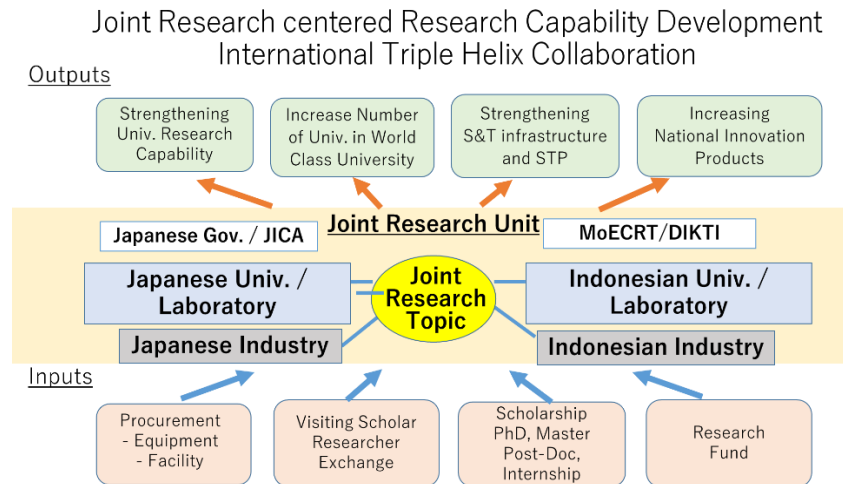 Joint Research centered Research Capability Development
International Triple Helix Collaboration
Outputs
Strengthening
Univ. Research
Capability
Increase Number
of Univ. in World
Class University
Strengthening
S&T infrastructure
and STP
Increasing
National Innovation
Products
Joint Research Unit
Japanese Gov. / JICA
MoECRT/DIKTI
Japanese Univ. /
Laboratory
Joint
Research
Topic
Indonesian Univ. /
Laboratory
Japanese Industry
Indonesian Industry
Inputs
Procurement
- Equipment
- Facility
Visiting Scholar
Researcher
Exchange
Scholarship
PhD, Master
Post-Doc,
Internship
Research
Fund